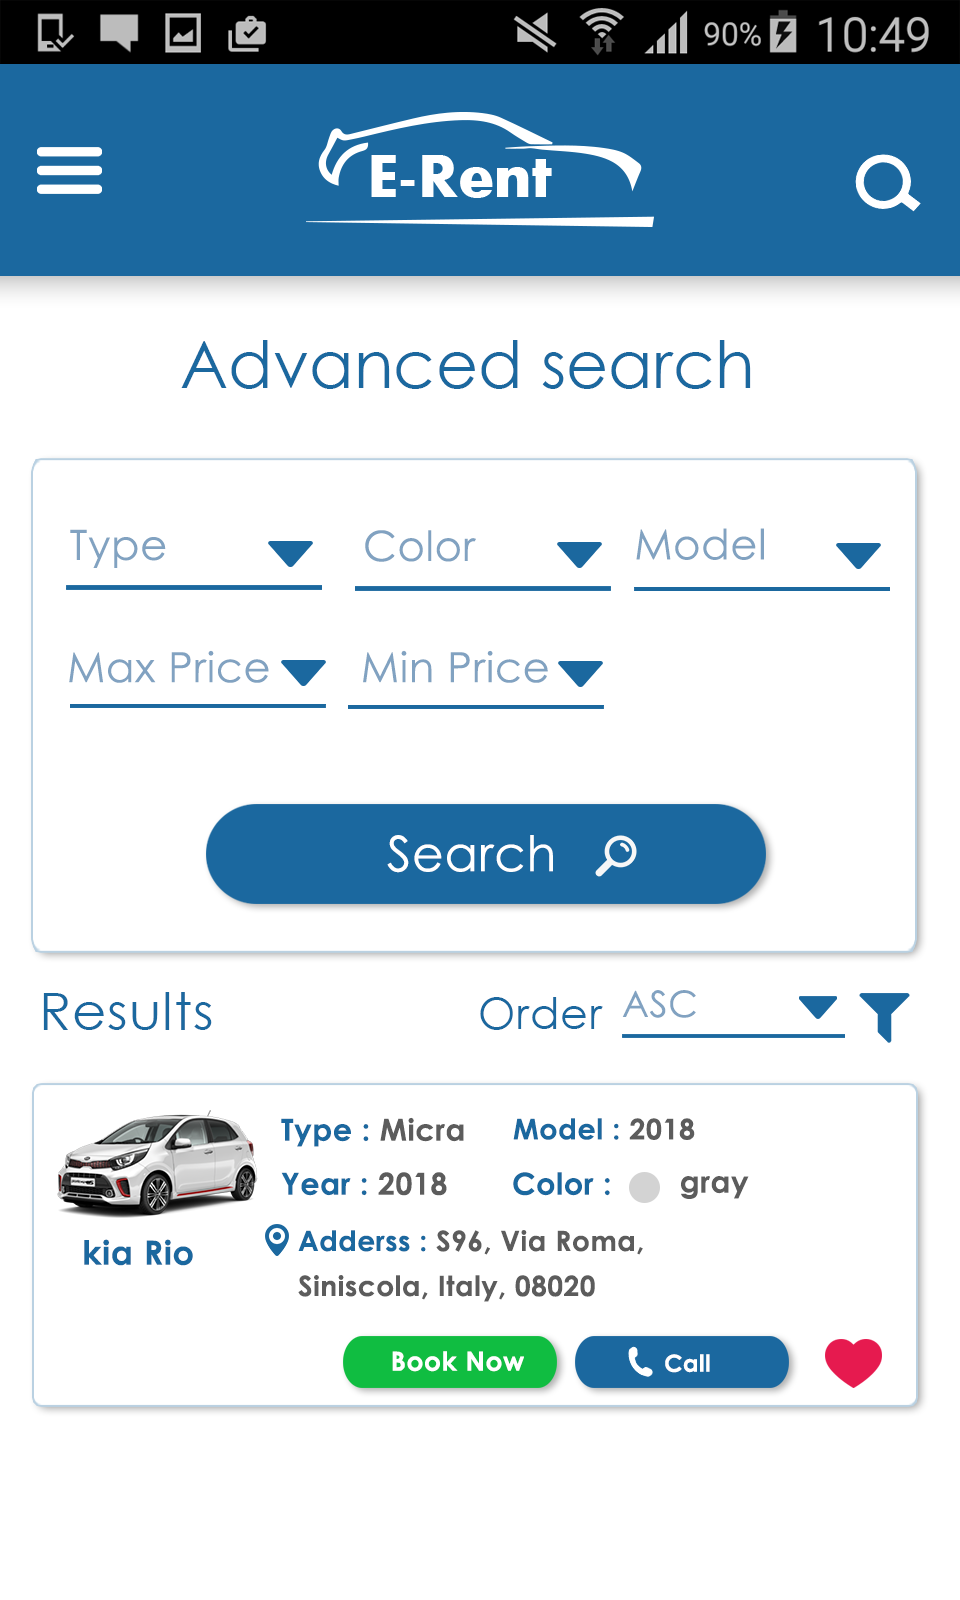 90% 10:49
E-Rent
Advanced search
Type Color Model
Max Price Min Price
Search
Results Order ASC
Type : Micra Model : 2018
Year : 2018 Color : gray
kia Rio
Adderss : S96, Via Roma,
Siniscola, Italy, 08020
Book Now Call